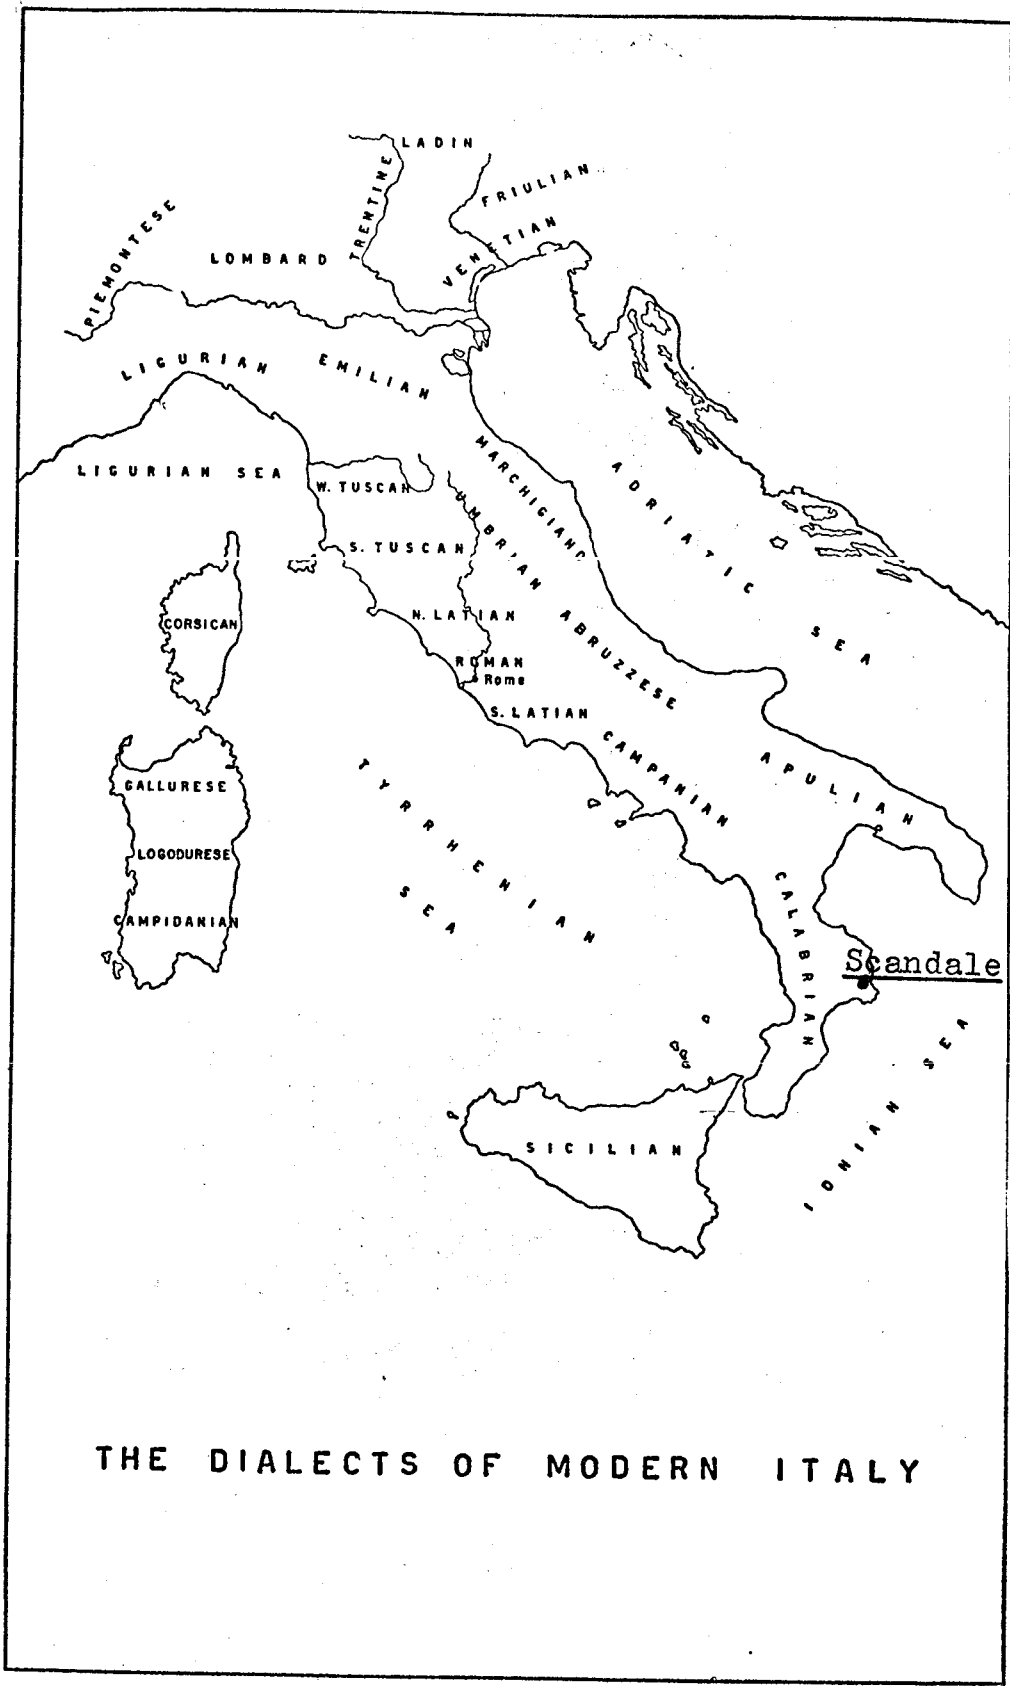 LADIN
TRENTINE
FRIULIAN
VENETIAN
PIEMONTESE
LOMBARD
LIGURIAN
EMILIAN
LIGURIAN SEA
W. TUSCAN
MARCHIGIANO
UMBRIAN
ADRIATIC SEA
S. TUSCAN
CORSICAN
N. LATIAN
ABRUZZESE
ROMAN
Rome
S. LATIAN
CAMPANIAN
APULIAN
GALLURESE
LOGODURESE
CAMPIDANIAN
TYRRHENIAN
SEA
CALABRIAN
Scandale
IONIAN SEA
SICILIAN
THE DIALECTS OF MODERN ITALY